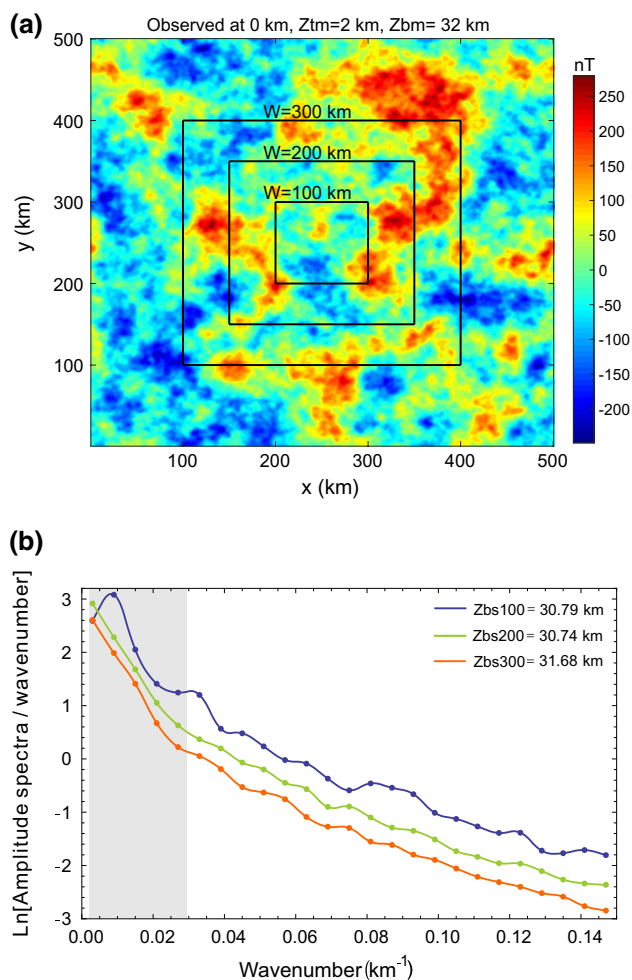 (a)
Observed at 0 km, Ztm=2 km, Zbm= 32 km
nT
500
400
300
200
100
y (km)
W=300 km
W=200 km
W=100 km
250
200
150
100
50
0
-50
-100
-150
-200
100 200 300 400 500
x (km)
(b)
Ln[Amplitude spectra / wavenumber]
3
2
1
0
-1
-2
-3
Zbs100 = 30.79 km
Zbs200 = 30.74 km
Zbs300 = 31.68 km
0.00 0.02 0.04 0.06 0.08 0.10 0.12 0.14
Wavenumber (km⁻¹)